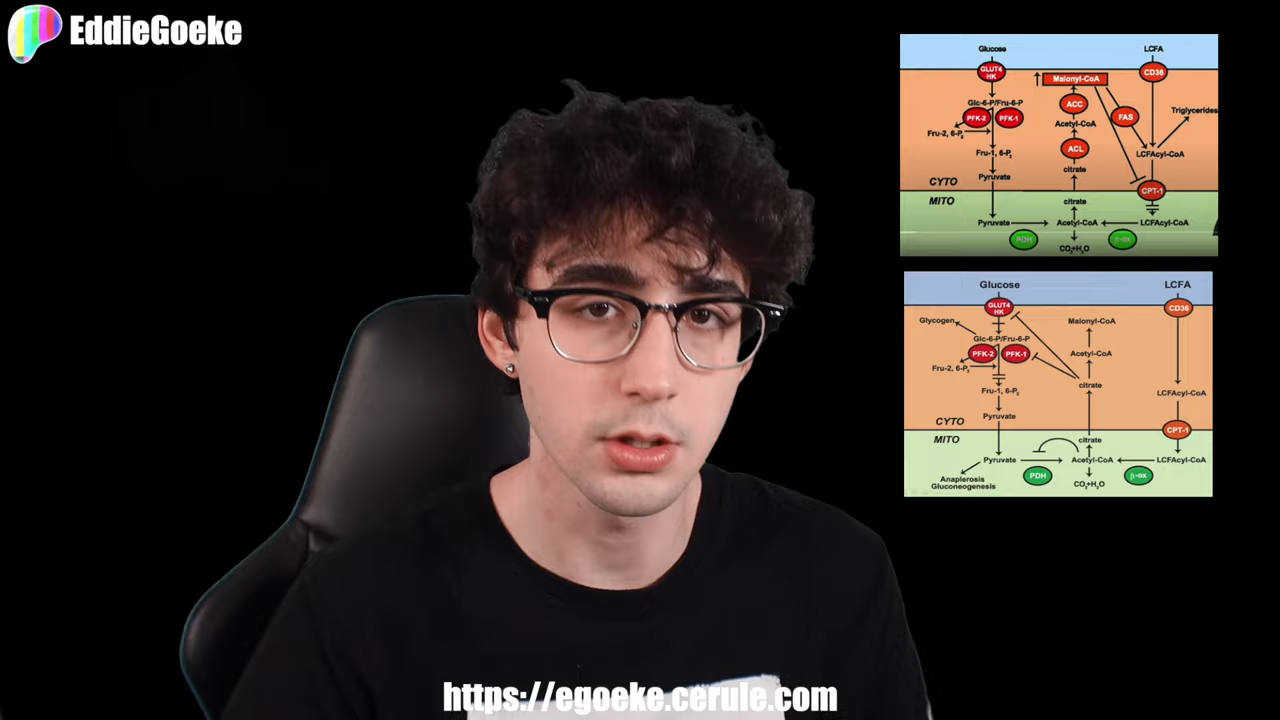 EddieGoeke
Glucose
LCFA
GLUT4
HK
Malonyl-CoA
CD36
Glc-6-P/Fru-6-P
ACC
PFK-2
PFK-1
FAS
Triglycerides
Acetyl-CoA
Fru-2, 6-P2
ACL
Fru-1, 6-P2
LCFAcyl-CoA
citrate
Pyruvate
CYTO
CPT-1
MITO
citrate
Pyruvate
Acetyl-CoA
LCFAcyl-CoA
PDH
β-ox
CO2+H2O
Glucose
LCFA
GLUT4
HK
CD36
Glycogen
Malonyl-CoA
Glc-6-P/Fru-6-P
PFK-2
PFK-1
Acetyl-CoA
Fru-2, 6-P2
citrate
Fru-1, 6-P2
LCFAcyl-CoA
Pyruvate
CYTO
CPT-1
MITO
citrate
Pyruvate
Acetyl-CoA
LCFAcyl-CoA
PDH
β-ox
Anaplerosis
Gluconeogenesis
CO2+H2O
https://egoeke.cerule.com